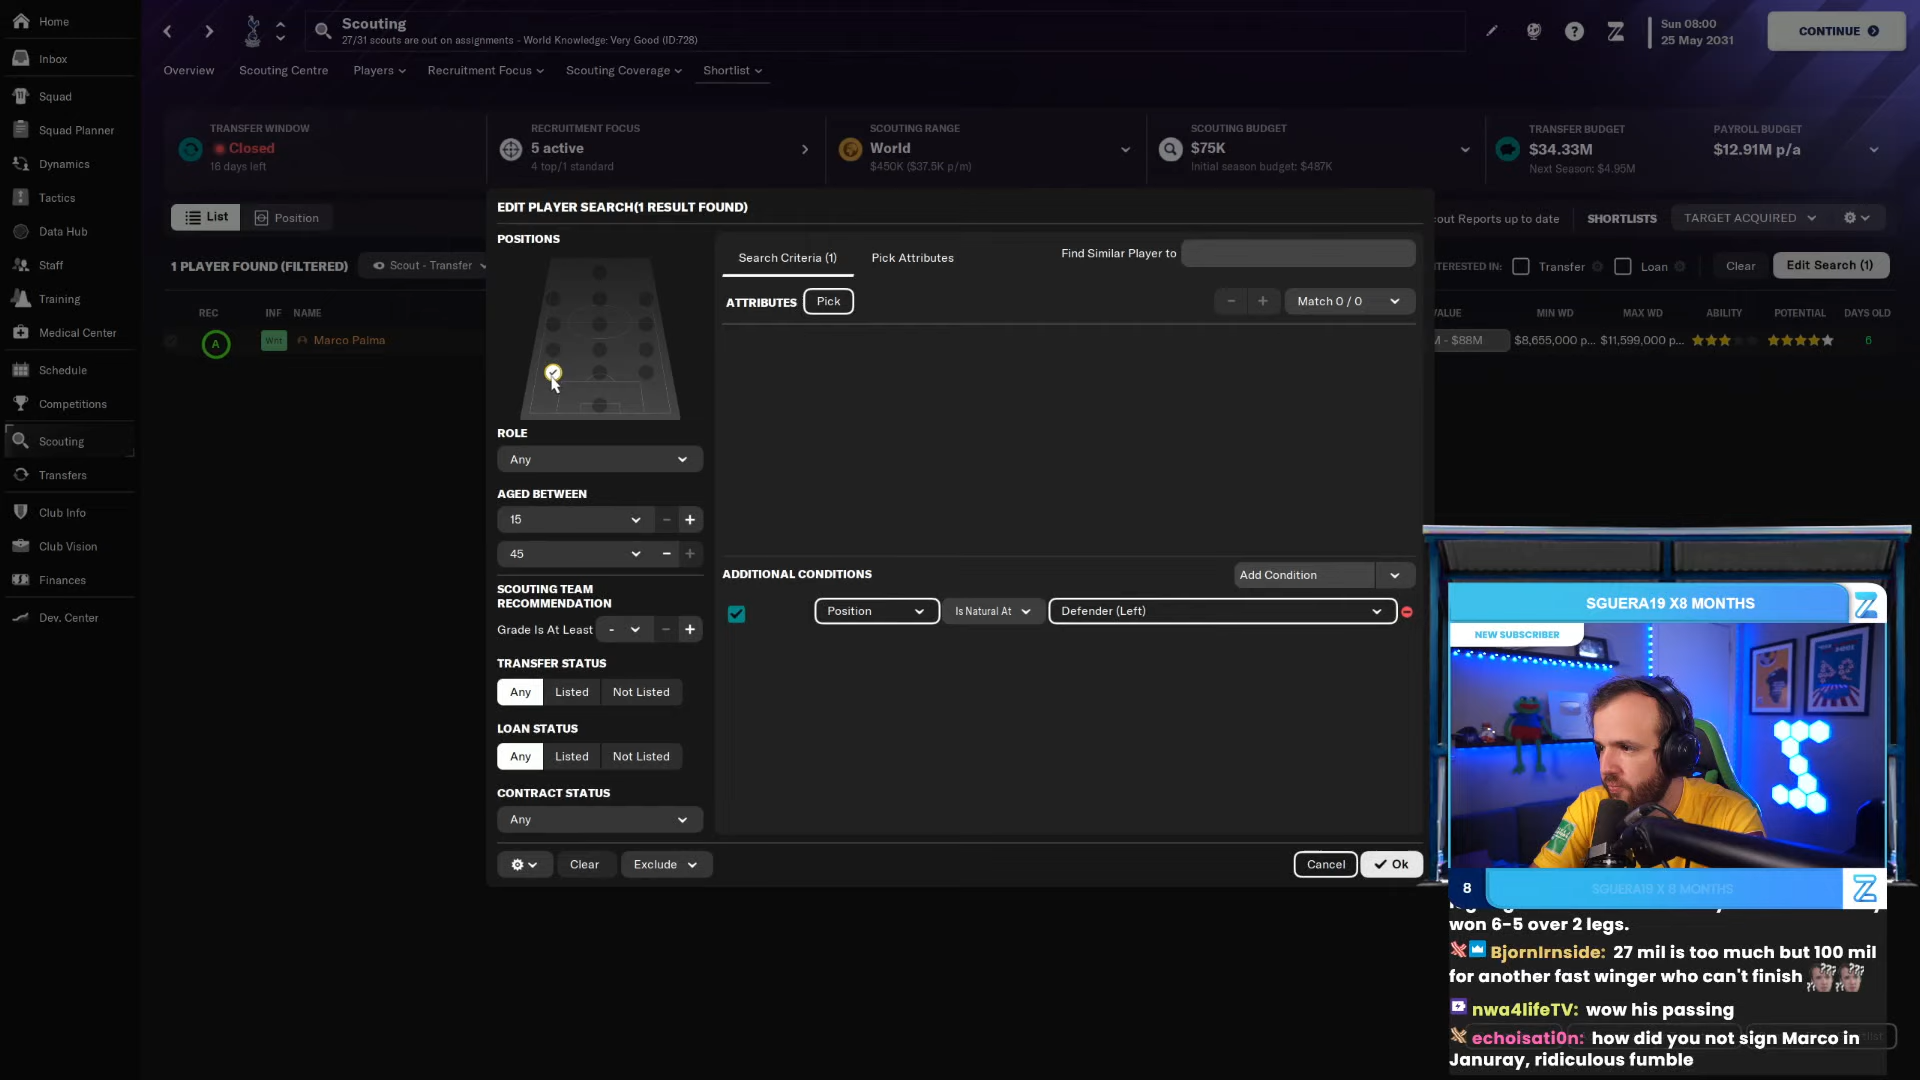 Home
Inbox
Squad
Squad Planner
Dynamics
Tactics
Data Hub
Staff
Training
Medical Center
Schedule
Competitions
Scouting
Transfers
Club Info
Club Vision
Finances
Dev. Center
Scouting
27/31 scouts are out on assignments - World Knowledge: Very Good (ID:728)
Sun 08:00
25 May 2031
CONTINUE
Overview Scouting Centre Players Recruitment Focus Scouting Coverage Shortlist
TRANSFER WINDOW
Closed
16 days left
RECRUITMENT FOCUS
5 active
4 top/1 standard
SCOUTING RANGE
World
$450K ($37.5K p/m)
SCOUTING BUDGET
$75K
Initial season budget: $487K
TRANSFER BUDGET
$34.33M
Next Season: $4.95M
PAYROLL BUDGET
$12.91M p/a
List Position
out Reports up to date SHORTLISTS TARGET ACQUIRED
1 PLAYER FOUND (FILTERED) Scout - Transfer
TERESTED IN: Transfer Loan Clear Edit Search (1)
REC INF NAME
VALUE MIN WD MAX WD ABILITY POTENTIAL DAYS OLD
A Wnt Marco Palma
M - $88M $8,655,000 p... $11,599,000 p... 6
EDIT PLAYER SEARCH(1 RESULT FOUND)
POSITIONS
ROLE
Any
AGED BETWEEN
15
45
SCOUTING TEAM
RECOMMENDATION
Grade Is At Least -
TRANSFER STATUS
Any Listed Not Listed
LOAN STATUS
Any Listed Not Listed
CONTRACT STATUS
Any
Search Criteria (1) Pick Attributes Find Similar Player to
ATTRIBUTES Pick Match 0 / 0
ADDITIONAL CONDITIONS Add Condition
Position Is Natural At Defender (Left)
Clear Exclude Cancel Ok
SGUERA19 X8 MONTHS
NEW SUBSCRIBER
8 SGUERA19 X 8 MONTHS
won 6-5 over 2 legs.
BjornIrnside: 27 mil is too much but 100 mil
for another fast winger who can't finish
nwa4lifeTV: wow his passing
echoisati0n: how did you not sign Marco in
Januray, ridiculous fumble